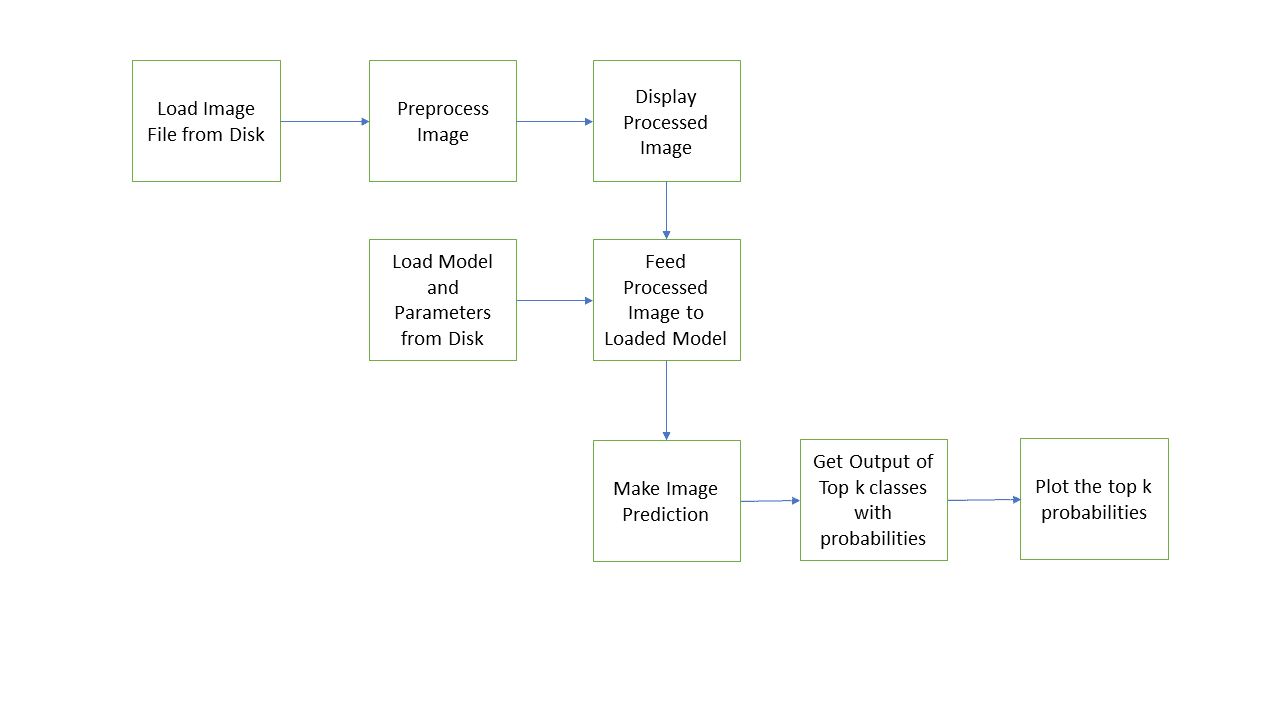 Load Image
File from Disk
Preprocess
Image
Display
Processed
Image
Load Model
and
Parameters
from Disk
Feed
Processed
Image to
Loaded Model
Make Image
Prediction
Get Output of
Top k classes
with
probabilities
Plot the top k
probabilities